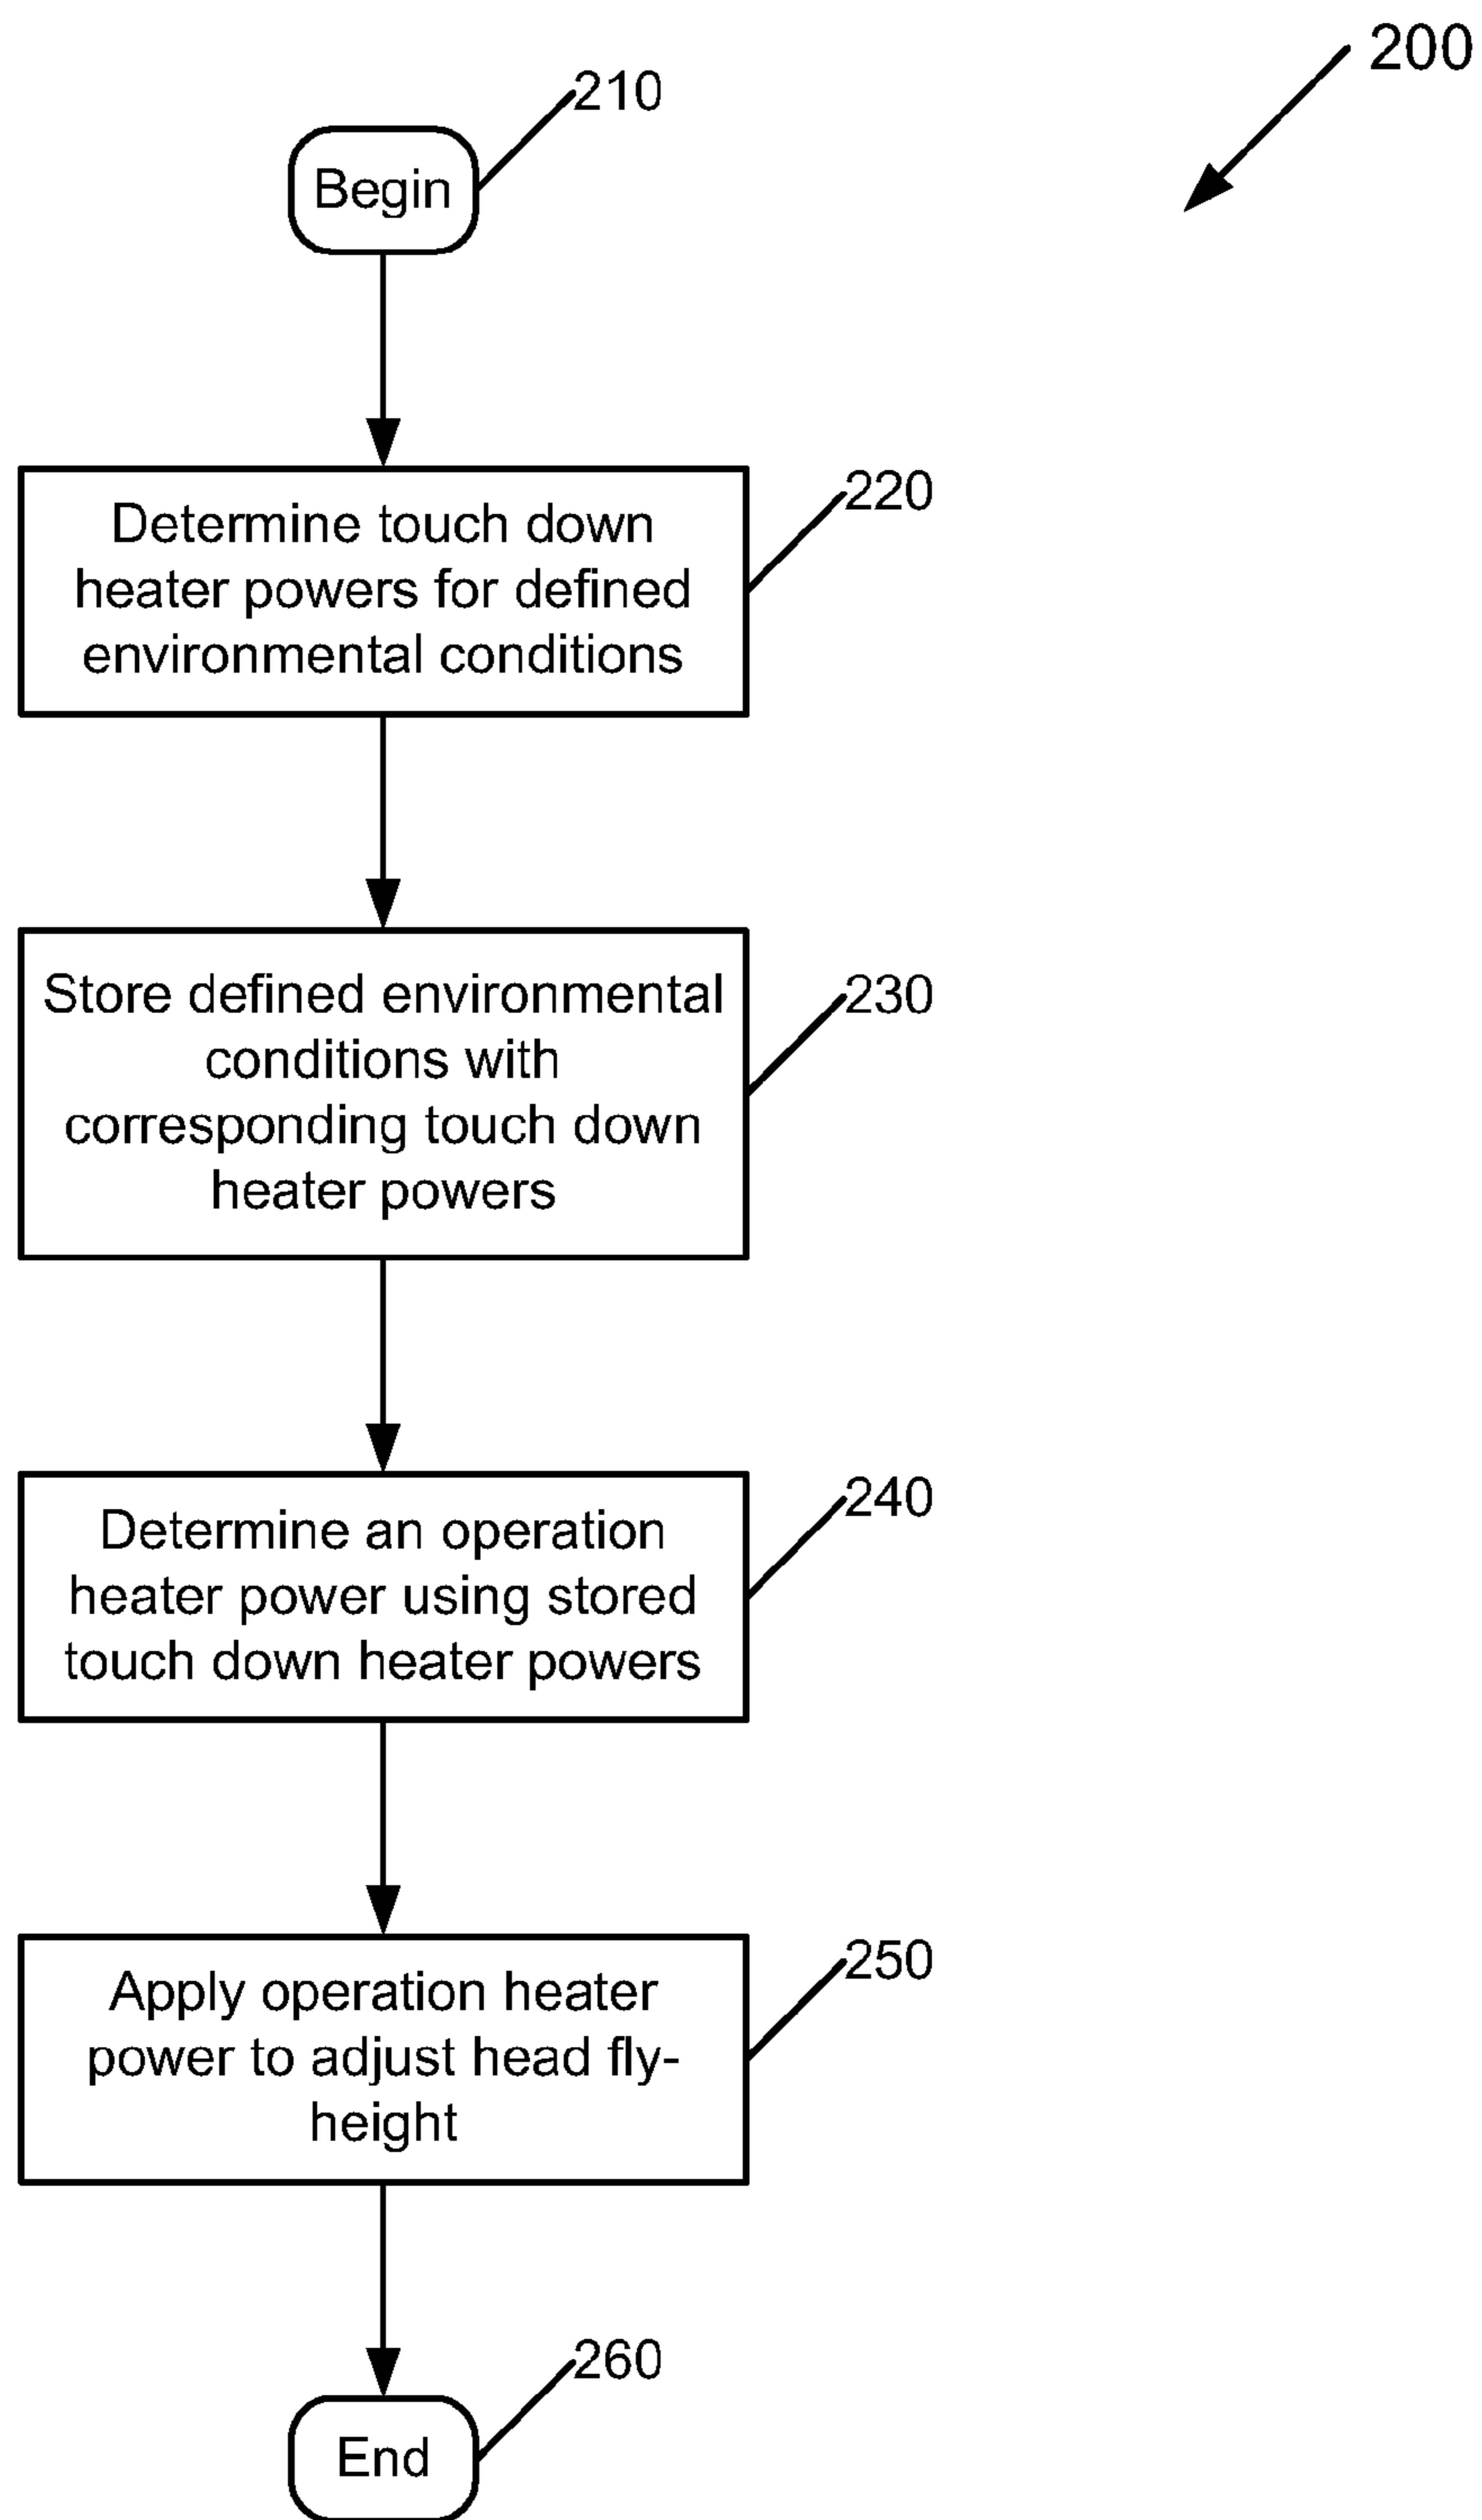 200
210
Begin
220
Determine touch down
heater powers for defined
environmental conditions
230
Store defined environmental
conditions with
corresponding touch down
heater powers
240
Determine an operation
heater power using stored
touch down heater powers
250
Apply operation heater
power to adjust head fly-
height
260
End